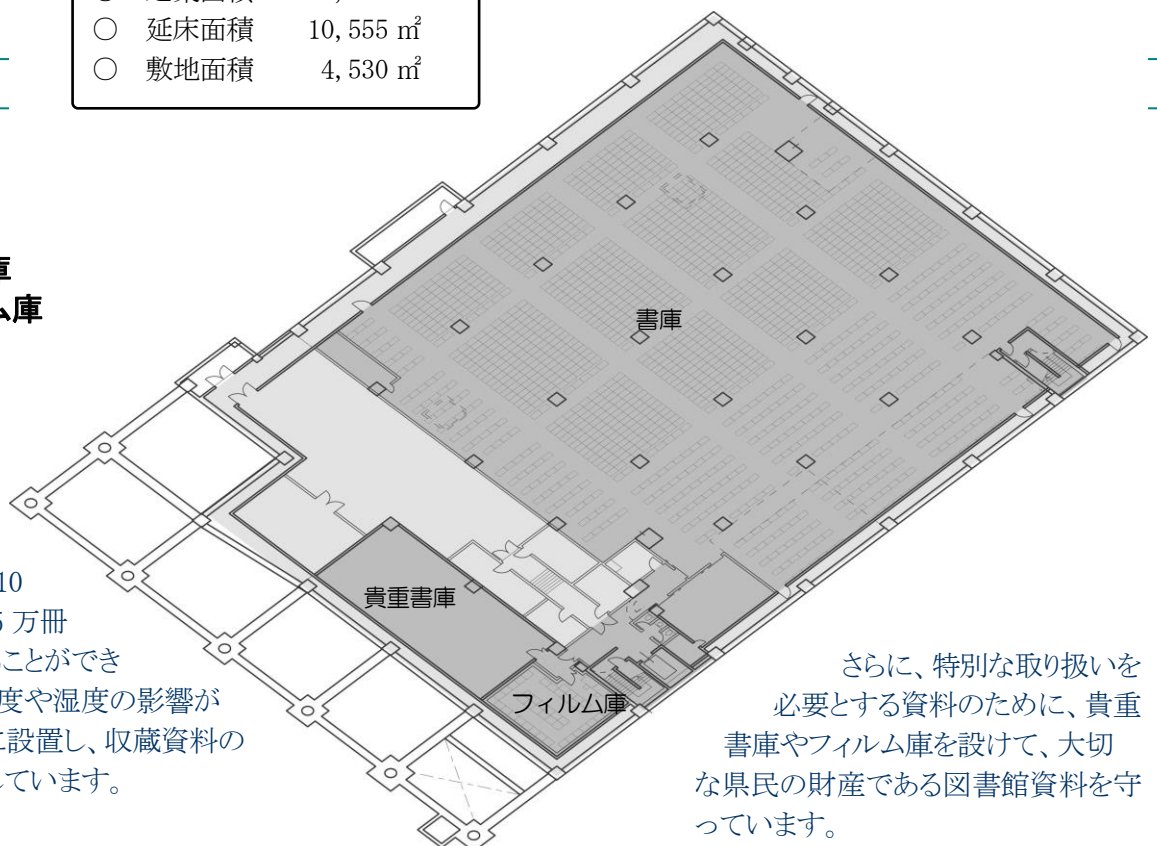 ○ 延床面積 10,555 ㎡
○ 敷地面積 4,530 ㎡
庫
ム庫
書庫
貴重書庫
フィルム庫
10
万冊
ことができ
度や湿度の影響が
に設置し、収蔵資料の
ています。
さらに、特別な取り扱いを
必要とする資料のために、貴重
書庫やフィルム庫を設けて、大切
な県民の財産である図書館資料を守
っています。